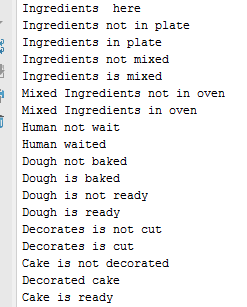 Ingredients  here
Ingredients not in plate
Ingredients in plate
Ingredients not mixed
Ingredients is mixed
Mixed Ingredients not in oven
Mixed Ingredients in oven
Human not wait
Human waited
Dough not baked
Dough is baked
Dough is not ready
Dough is ready
Decorates is not cut
Decorates is cut
Cake is not decorated
Decorated cake
Cake is ready